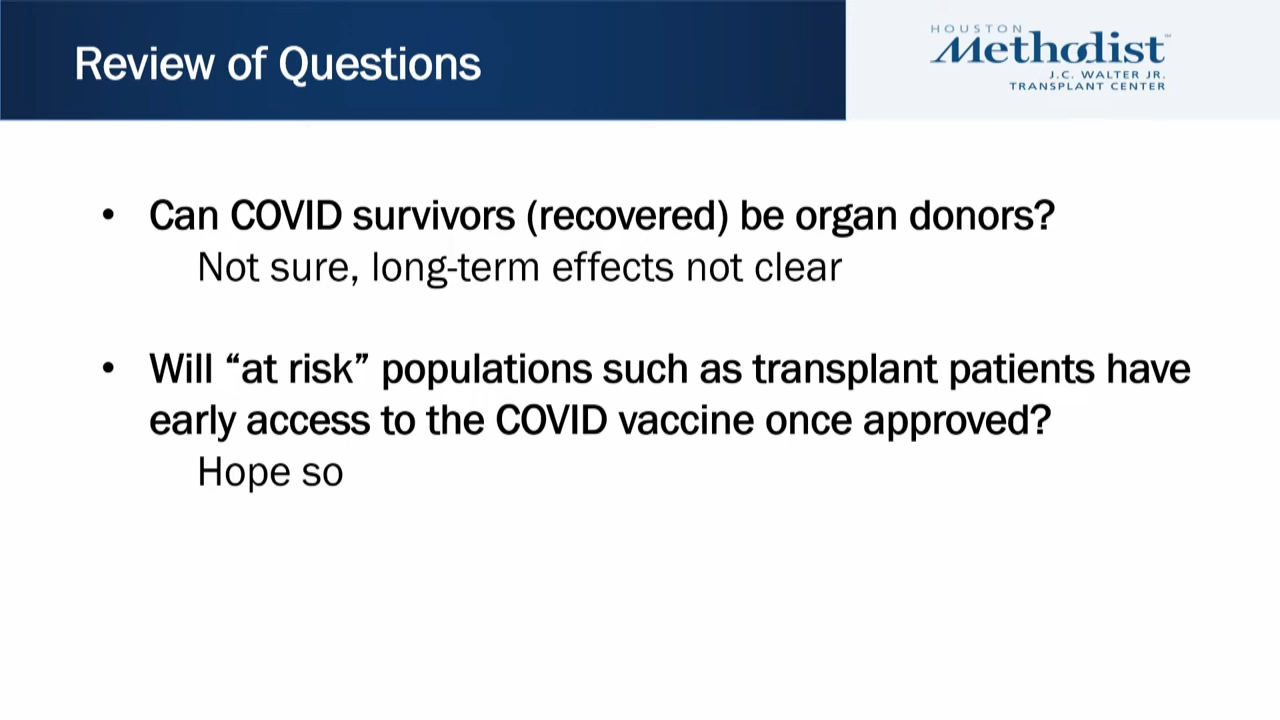 Review of Questions
HOUSTON
Methodist™
J.C. WALTER JR.
TRANSPLANT CENTER
• Can COVID survivors (recovered) be organ donors?
Not sure, long-term effects not clear
• Will “at risk” populations such as transplant patients have
early access to the COVID vaccine once approved?
Hope so